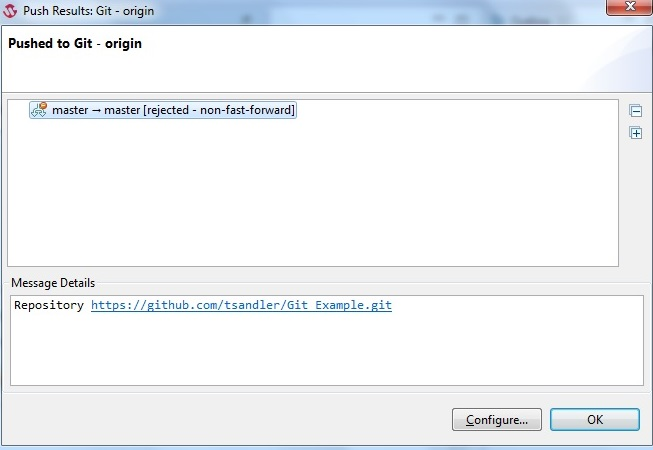 Push Results: Git - origin
Pushed to Git - origin
master → master [rejected - non-fast-forward]
Message Details
Repository https://github.com/tsandler/Git_Example.git
Configure...
OK